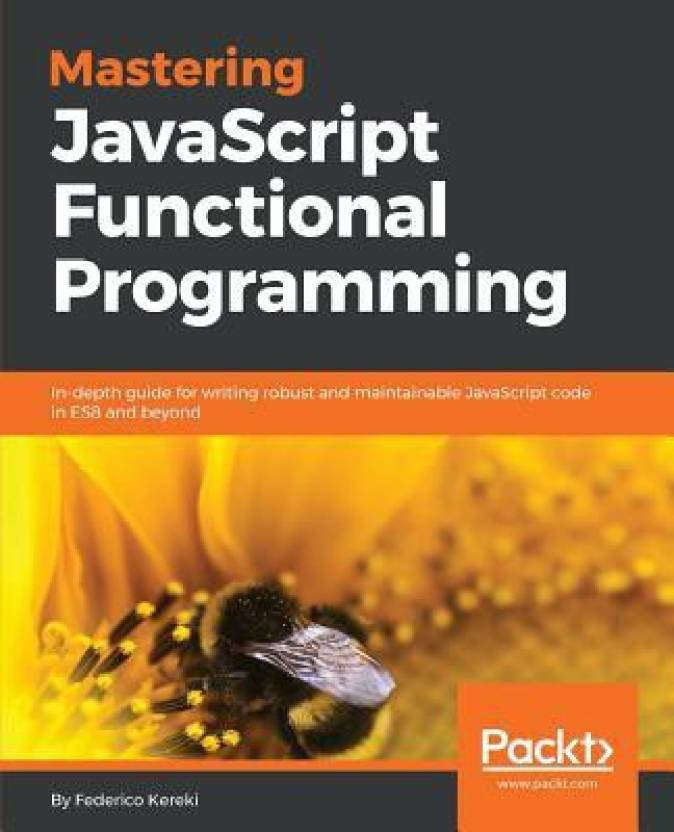 Mastering
JavaScript
Functional
Programming
In-depth guide for writing robust and maintainable JavaScript code
in ES8 and beyond
Packt>
www.packt.com
By Federico Kereki